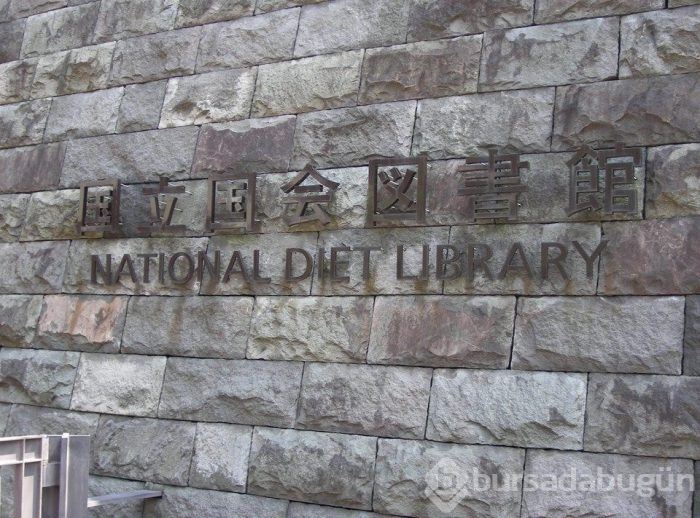 国立国会図書館
NATIONAL DIET LIBRARY
bursadabugün